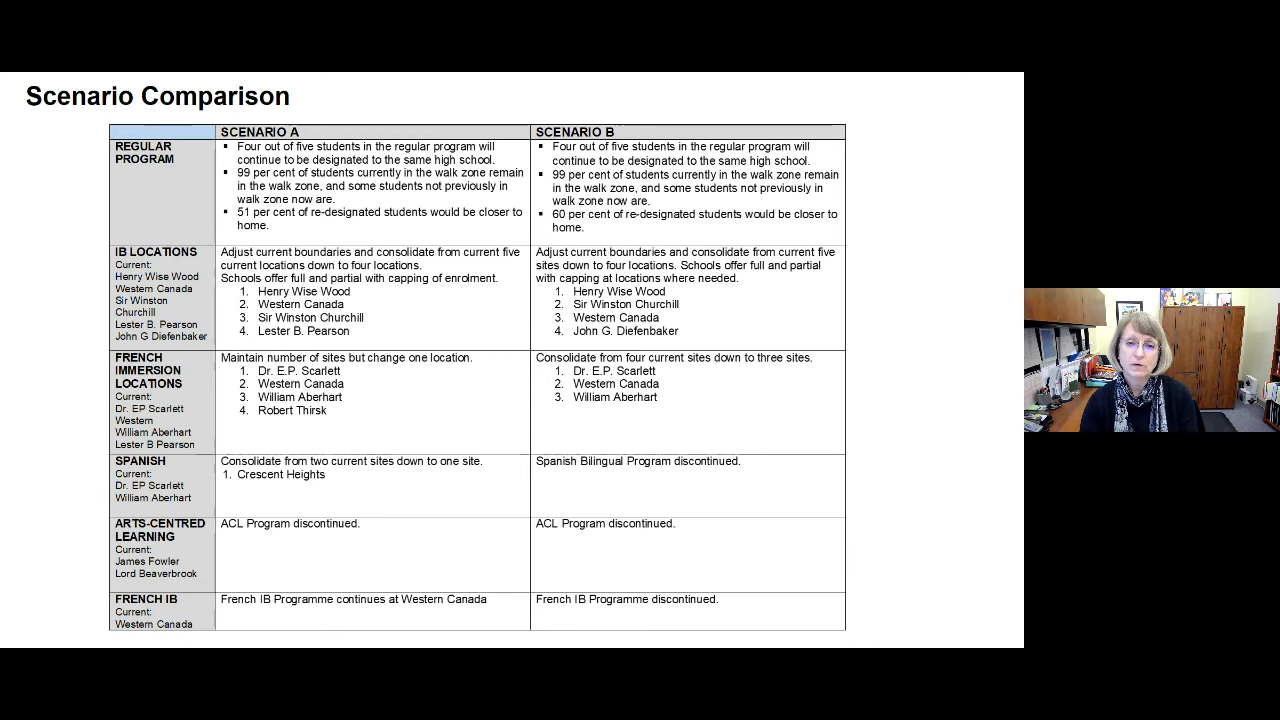 Scenario Comparison
SCENARIO A
SCENARIO B
REGULAR
PROGRAM
▪ Four out of five students in the regular program will
continue to be designated to the same high school.
▪ 99 per cent of students currently in the walk zone remain
in the walk zone, and some students not previously in
walk zone now are.
▪ 51 per cent of re-designated students would be closer to
home.
▪ Four out of five students in the regular program will
continue to be designated to the same high school.
▪ 99 per cent of students currently in the walk zone remain
in the walk zone, and some students not previously in
walk zone now are.
▪ 60 per cent of re-designated students would be closer to
home.
IB LOCATIONS
Current:
Henry Wise Wood
Western Canada
Sir Winston
Churchill
Lester B. Pearson
John G Diefenbaker
Adjust current boundaries and consolidate from current five
current locations down to four locations.
Schools offer full and partial with capping of enrolment.
1. Henry Wise Wood
2. Western Canada
3. Sir Winston Churchill
4. Lester B. Pearson
Adjust current boundaries and consolidate from current five
sites down to four locations. Schools offer full and partial
with capping at locations where needed.
1. Henry Wise Wood
2. Sir Winston Churchill
3. Western Canada
4. John G. Diefenbaker
FRENCH
IMMERSION
LOCATIONS
Current:
Dr. EP Scarlett
Western
William Aberhart
Lester B Pearson
Maintain number of sites but change one location.
1. Dr. E.P. Scarlett
2. Western Canada
3. William Aberhart
4. Robert Thirsk
Consolidate from four current sites down to three sites.
1. Dr. E.P. Scarlett
2. Western Canada
3. William Aberhart
SPANISH
Current:
Dr. EP Scarlett
William Aberhart
Consolidate from two current sites down to one site.
1. Crescent Heights
Spanish Bilingual Program discontinued.
ARTS-CENTRED
LEARNING
Current:
James Fowler
Lord Beaverbrook
ACL Program discontinued.
ACL Program discontinued.
FRENCH IB
Current:
Western Canada
French IB Programme continues at Western Canada
French IB Programme discontinued.